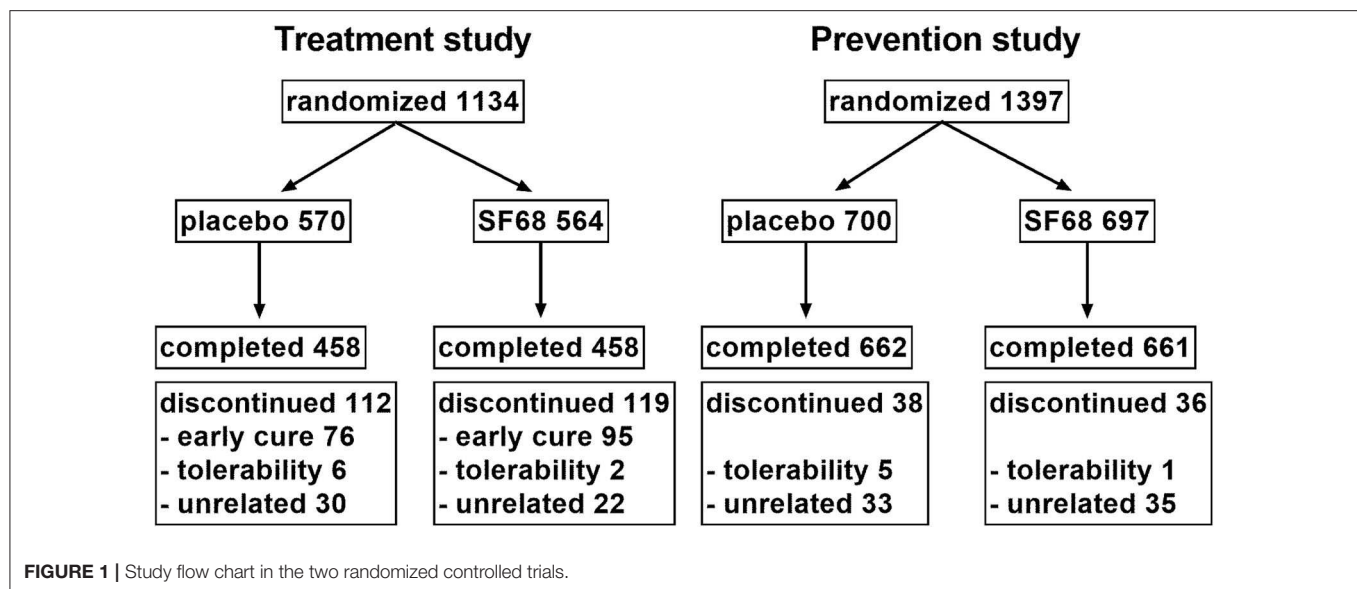 Treatment study
randomized 1134
placebo 570
SF68 564
completed 458
completed 458
discontinued 112
- early cure 76
- tolerability 6
- unrelated 30
discontinued 119
- early cure 95
- tolerability 2
- unrelated 22
Prevention study
randomized 1397
placebo 700
SF68 697
completed 662
completed 661
discontinued 38
- tolerability 5
- unrelated 33
discontinued 36
- tolerability 1
- unrelated 35
FIGURE 1 | Study flow chart in the two randomized controlled trials.